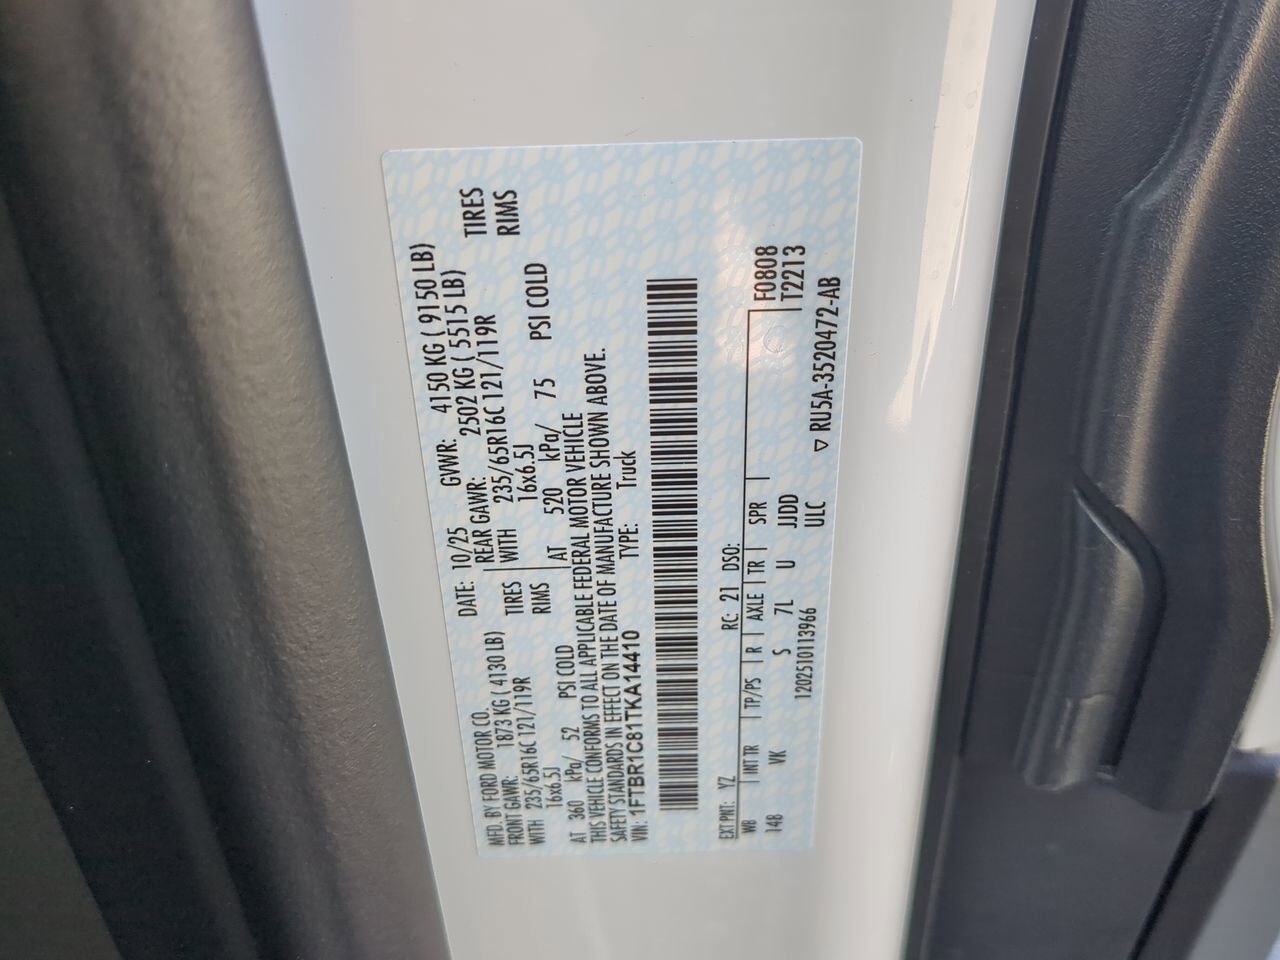 MFD. BY FORD MOTOR CO.
DATE: 10/25 GVWR: 4150 KG ( 9150 LB)
FRONT GAWR: 1873 KG ( 4130 LB) REAR GAWR: 2502 KG ( 5515 LB)
WITH 235/65R16C 121/119R TIRES WITH 235/65R16C 121/119R TIRES
16x6.5J RIMS 16x6.5J RIMS
AT 360 kPa/ 52 PSI COLD AT 520 kPa/ 75 PSI COLD
THIS VEHICLE CONFORMS TO ALL APPLICABLE FEDERAL MOTOR VEHICLE
SAFETY STANDARDS IN EFFECT ON THE DATE OF MANUFACTURE SHOWN ABOVE.
VIN: 1FTBR1C81TKA14410 TYPE: Truck
EXT PNT: YZ RC: 21 DSO: F0808
WB INT TR TP/PS R AXLE TR SPR T2213
148 VK S 7L U JJDD
1202510113966 ULC ▽ RU5A-3520472-AB